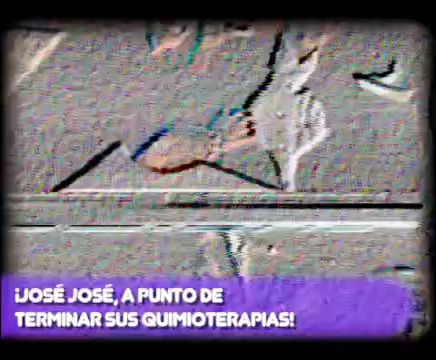 ¡JOSÉ JOSÉ, A PUNTO DE
TERMINAR SUS QUIMIOTERAPIAS!